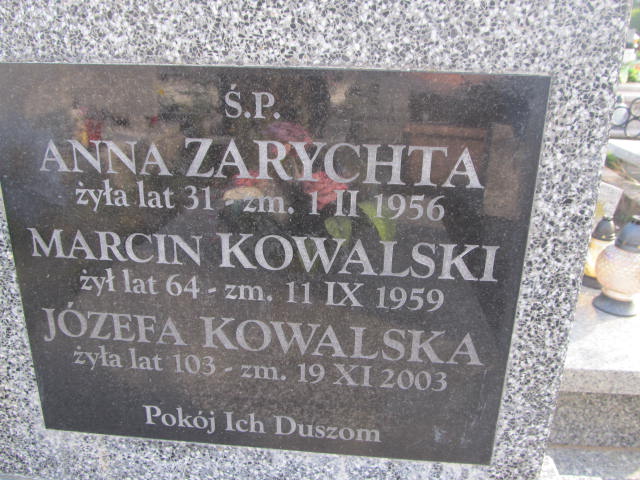 Ś.P.
ANNA ZARYCHTA
żyła lat 31 - zm. 1 II 1956
MARCIN KOWALSKI
żył lat 64 - zm. 11 IX 1959
JÓZEFA KOWALSKA
żyła lat 103 - zm. 19 XI 2003
Pokój Ich Duszom